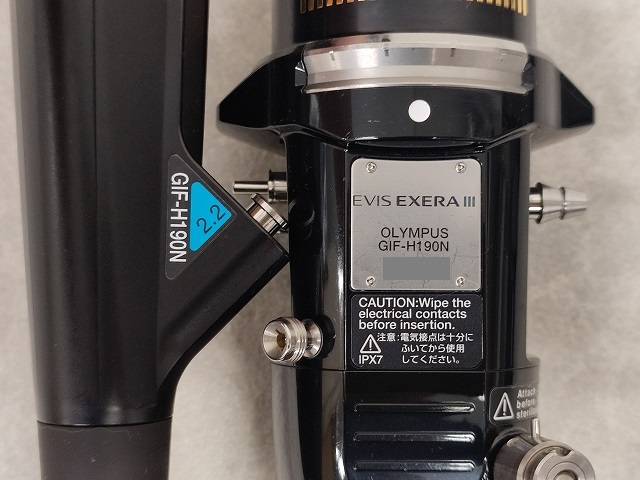 GIF-H190N
2.2
EVIS EXERA III
OLYMPUS
GIF-H190N
CAUTION:Wipe the
electrical contacts
before insertion.
注意:電気接点は十分に
ふいてから使用
してください。
IPX7
Attach
before